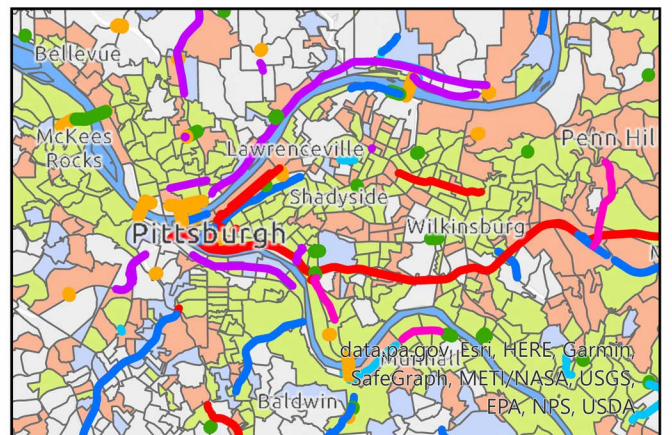 Bellevue
McKees
Rocks
Lawrenceville
Penn Hil
Shadyside
Wilkinsburg
Pittsburgh
data.pa.gov, Esri, HERE, Garmin,
Munhall
SafeGraph, METI/NASA, USGS,
Baldwin
EPA, NPS, USDA